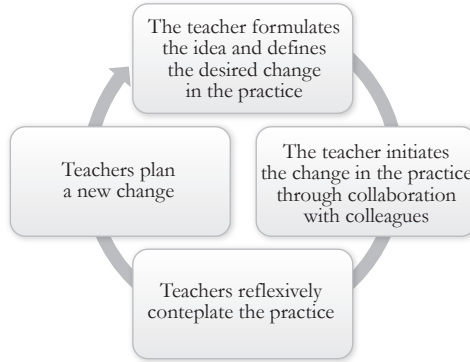 The teacher formulates
the idea and defines
the desired change
in the practice
The teacher initiates
the change in the practice
through collaboration
with colleagues
Teachers reflexively
conteplate the practice
Teachers plan
a new change